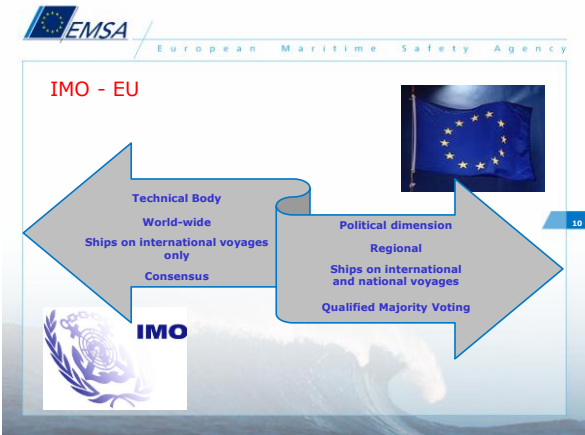 EMSA
European Maritime Safety Agency
IMO - EU
Technical Body
World-wide
Ships on international voyages
only
Consensus
Political dimension
Regional
Ships on international
and national voyages
Qualified Majority Voting
10
IMO